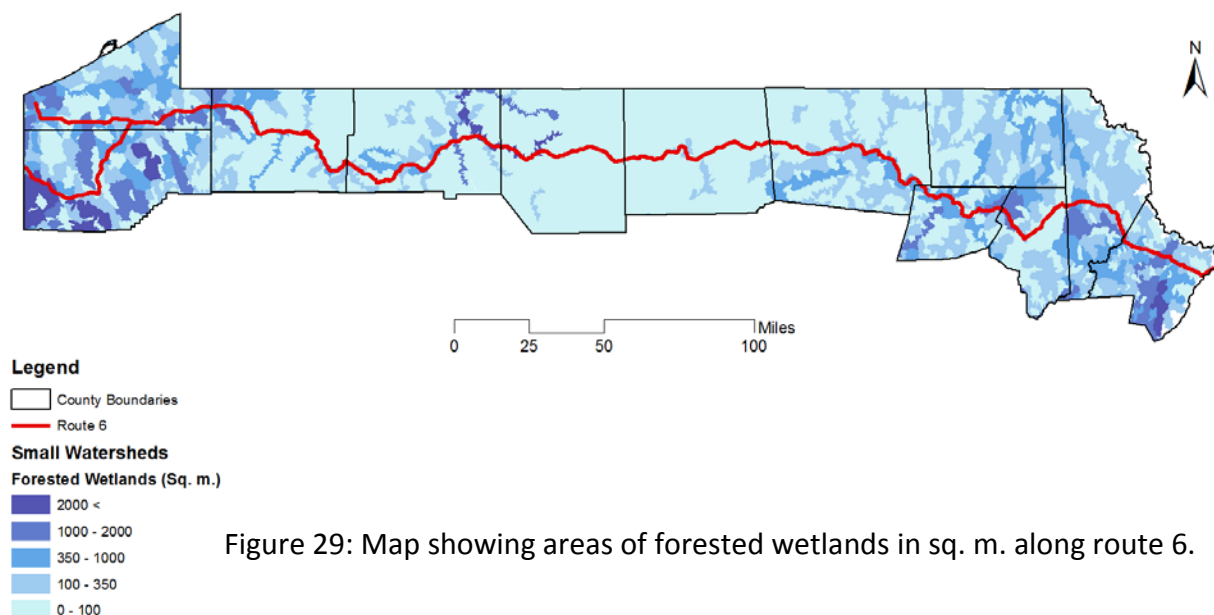 N
Miles
0 25 50 100
Legend
County Boundaries
Route 6
Small Watersheds
Forested Wetlands (Sq. m.)
2000 <
1000 - 2000
350 - 1000
100 - 350
0 - 100
Figure 29: Map showing areas of forested wetlands in sq. m. along route 6.